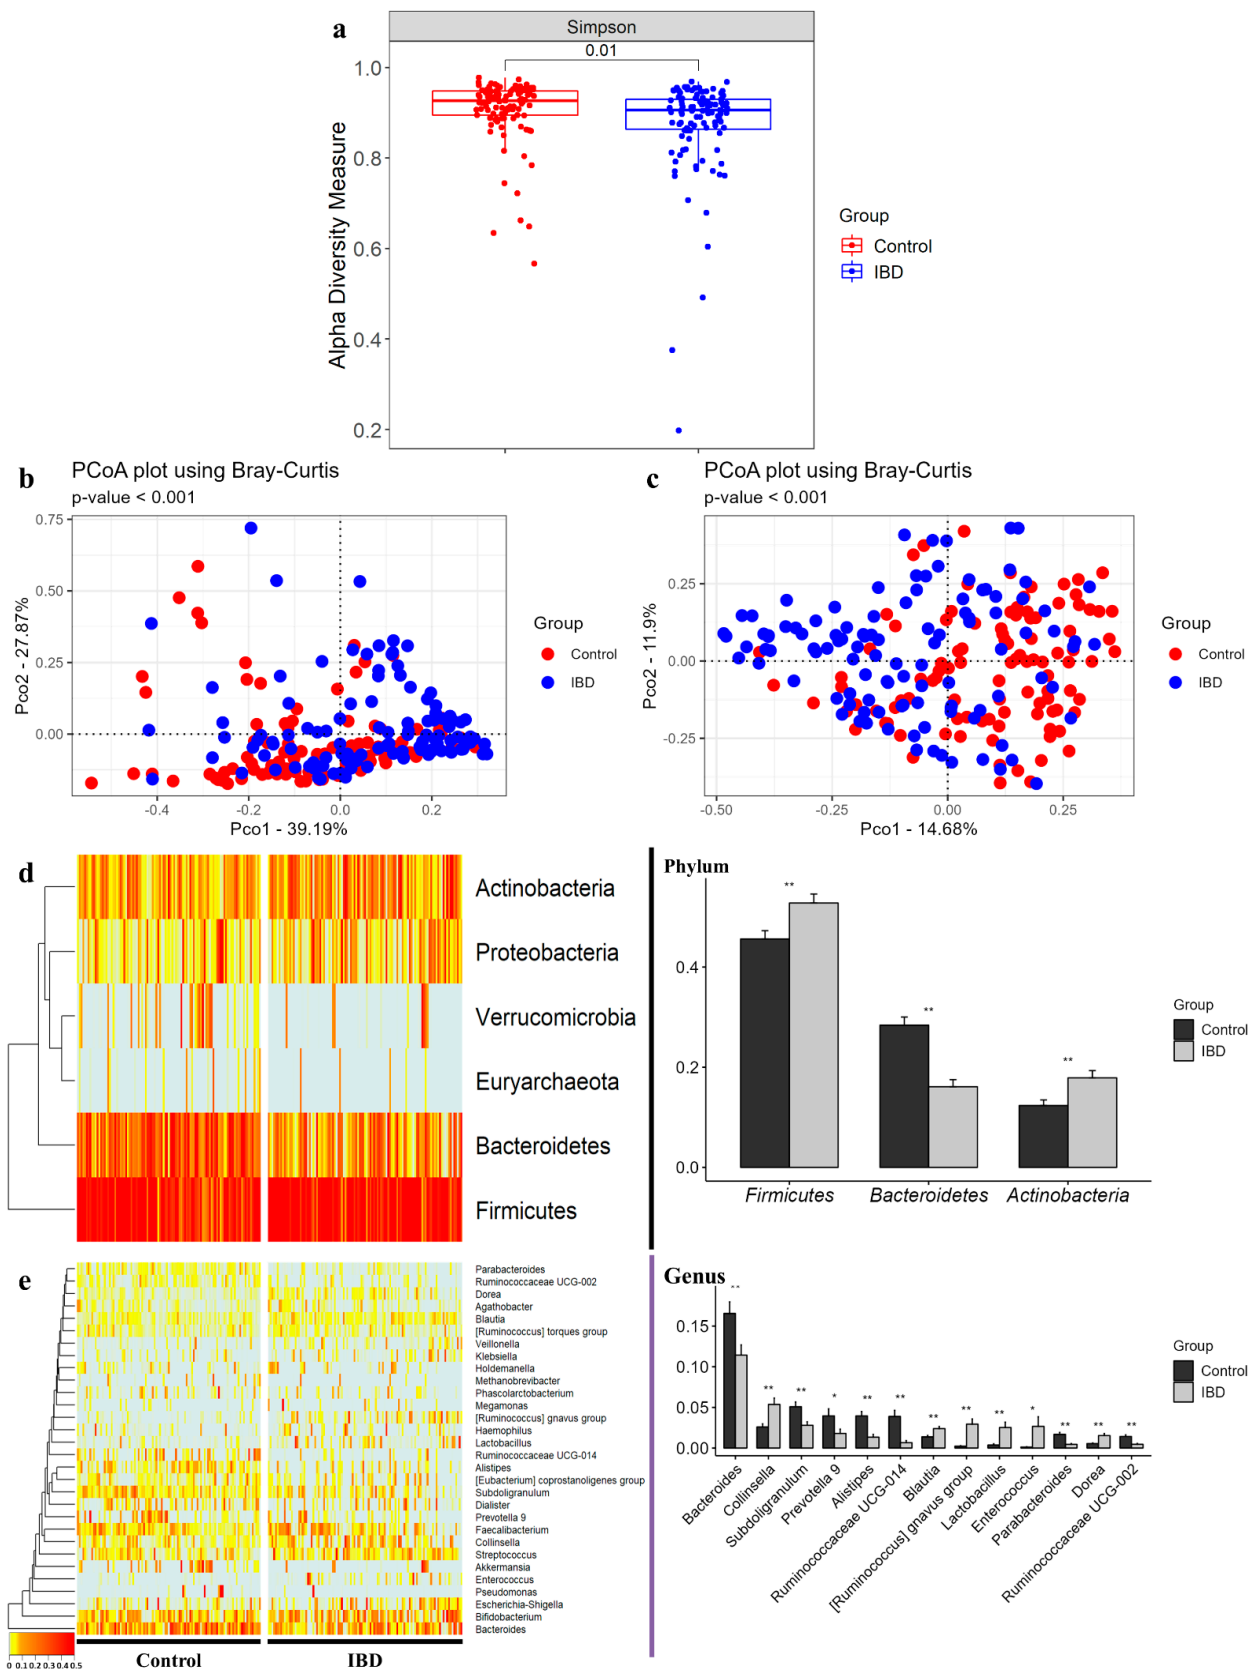 a
Simpson
0.01
Alpha Diversity Measure
1.0
0.8
0.6
0.4
0.2
Group
Control
IBD
b
PCoA plot using Bray-Curtis
p-value < 0.001
Pco2 - 27.87%
0.75
0.50
0.25
0.00
-0.4
-0.2
0.0
0.2
Pco1 - 39.19%
Group
Control
IBD
c
PCoA plot using Bray-Curtis
p-value < 0.001
Pco2 - 11.9%
0.25
0.00
-0.25
-0.50
-0.25
0.00
0.25
Pco1 - 14.68%
Group
Control
IBD
d
Actinobacteria
Proteobacteria
Verrucomicrobia
Euryarchaeota
Bacteroidetes
Firmicutes
Phylum
0.4
0.2
0.0
**
**
**
Firmicutes
Bacteroidetes
Actinobacteria
Group
Control
IBD
e
Parabacteroides
Ruminococcaceae UCG-002
Dorea
Agathobacter
Blautia
[Ruminococcus] torques group
Veillonella
Klebsiella
Holdemanella
Methanobrevibacter
Phascolarctobacterium
Megamonas
[Ruminococcus] gnavus group
Haemophilus
Lactobacillus
Ruminococcaceae UCG-014
Alistipes
[Eubacterium] coprostanoligenes group
Subdoligranulum
Dialister
Prevotella 9
Faecalibacterium
Collinsella
Streptococcus
Akkermansia
Enterococcus
Pseudomonas
Escherichia-Shigella
Bifidobacterium
Bacteroides
0 0.1 0.2 0.3 0.4 0.5
Control
IBD
Genus
0.15
0.10
0.05
0.00
**
**
**
*
**
**
**
**
**
*
**
**
**
Bacteroides
Collinsella
Subdoligranulum
Prevotella 9
Alistipes
Ruminococcaceae UCG-014
Blautia
[Ruminococcus] gnavus group
Lactobacillus
Enterococcus
Parabacteroides
Dorea
Ruminococcaceae UCG-002
Group
Control
IBD